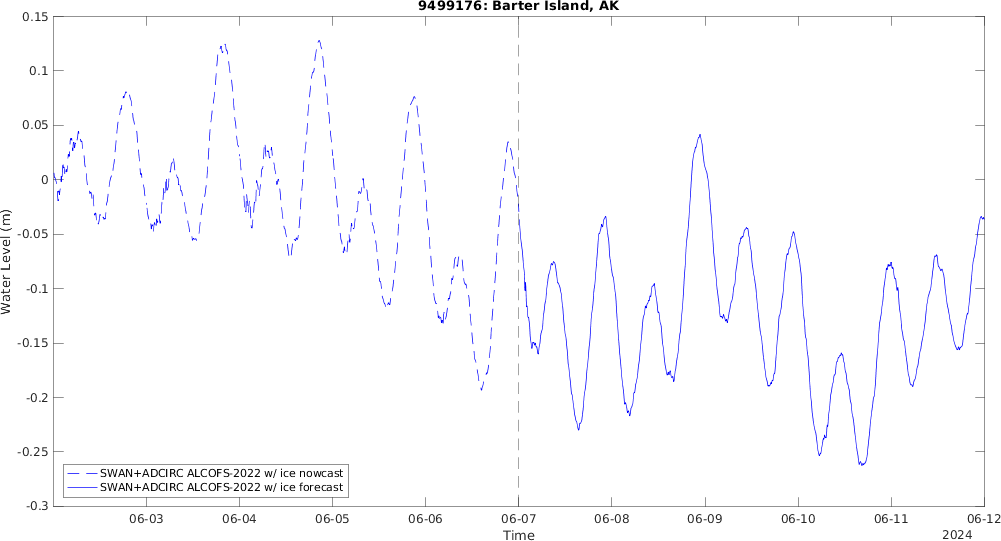 9499176: Barter Island, AK
0.15
0.1
0.05
0
-0.05
-0.1
-0.15
-0.2
-0.25
-0.3
Water Level (m)
SWAN+ADCIRC ALCOFS-2022 w/ ice nowcast
SWAN+ADCIRC ALCOFS-2022 w/ ice forecast
06-03 06-04 06-05 06-06 06-07 06-08 06-09 06-10 06-11 06-12
Time
2024